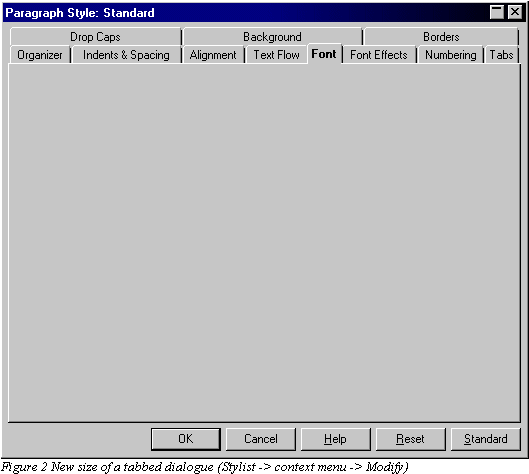 Paragraph Style: Standard
Drop Caps Background Borders
Organizer Indents & Spacing Alignment Text Flow Font Font Effects Numbering Tabs
OK Cancel Help Reset Standard
Figure 2 New size of a tabbed dialogue (Stylist -> context menu -> Modify)